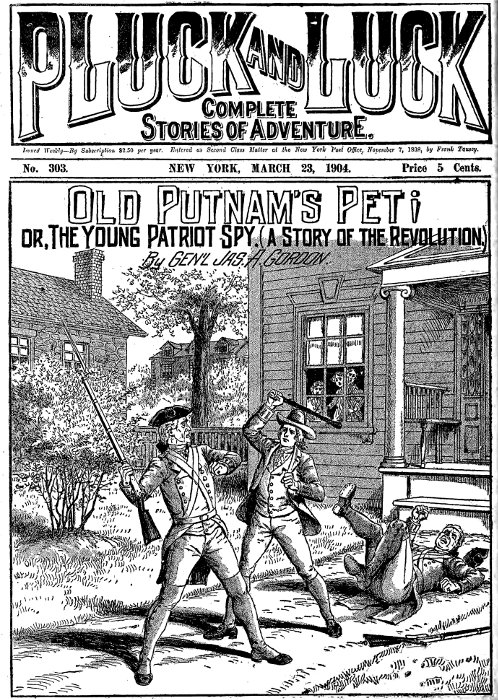 PLUCK AND LUCK
COMPLETE
STORIES OF ADVENTURE.
Issued Weekly—By Subscription $2.50 per year. Entered as Second Class Matter at the New York Post Office, November 7, 1898, by Frank Tousey.
No. 303. NEW YORK, MARCH 23, 1904. Price 5 Cents.
OLD PUTNAM'S PET;
OR, THE YOUNG PATRIOT SPY. (A STORY OF THE REVOLUTION.)
By GEN'L JAS. A. GORDON.